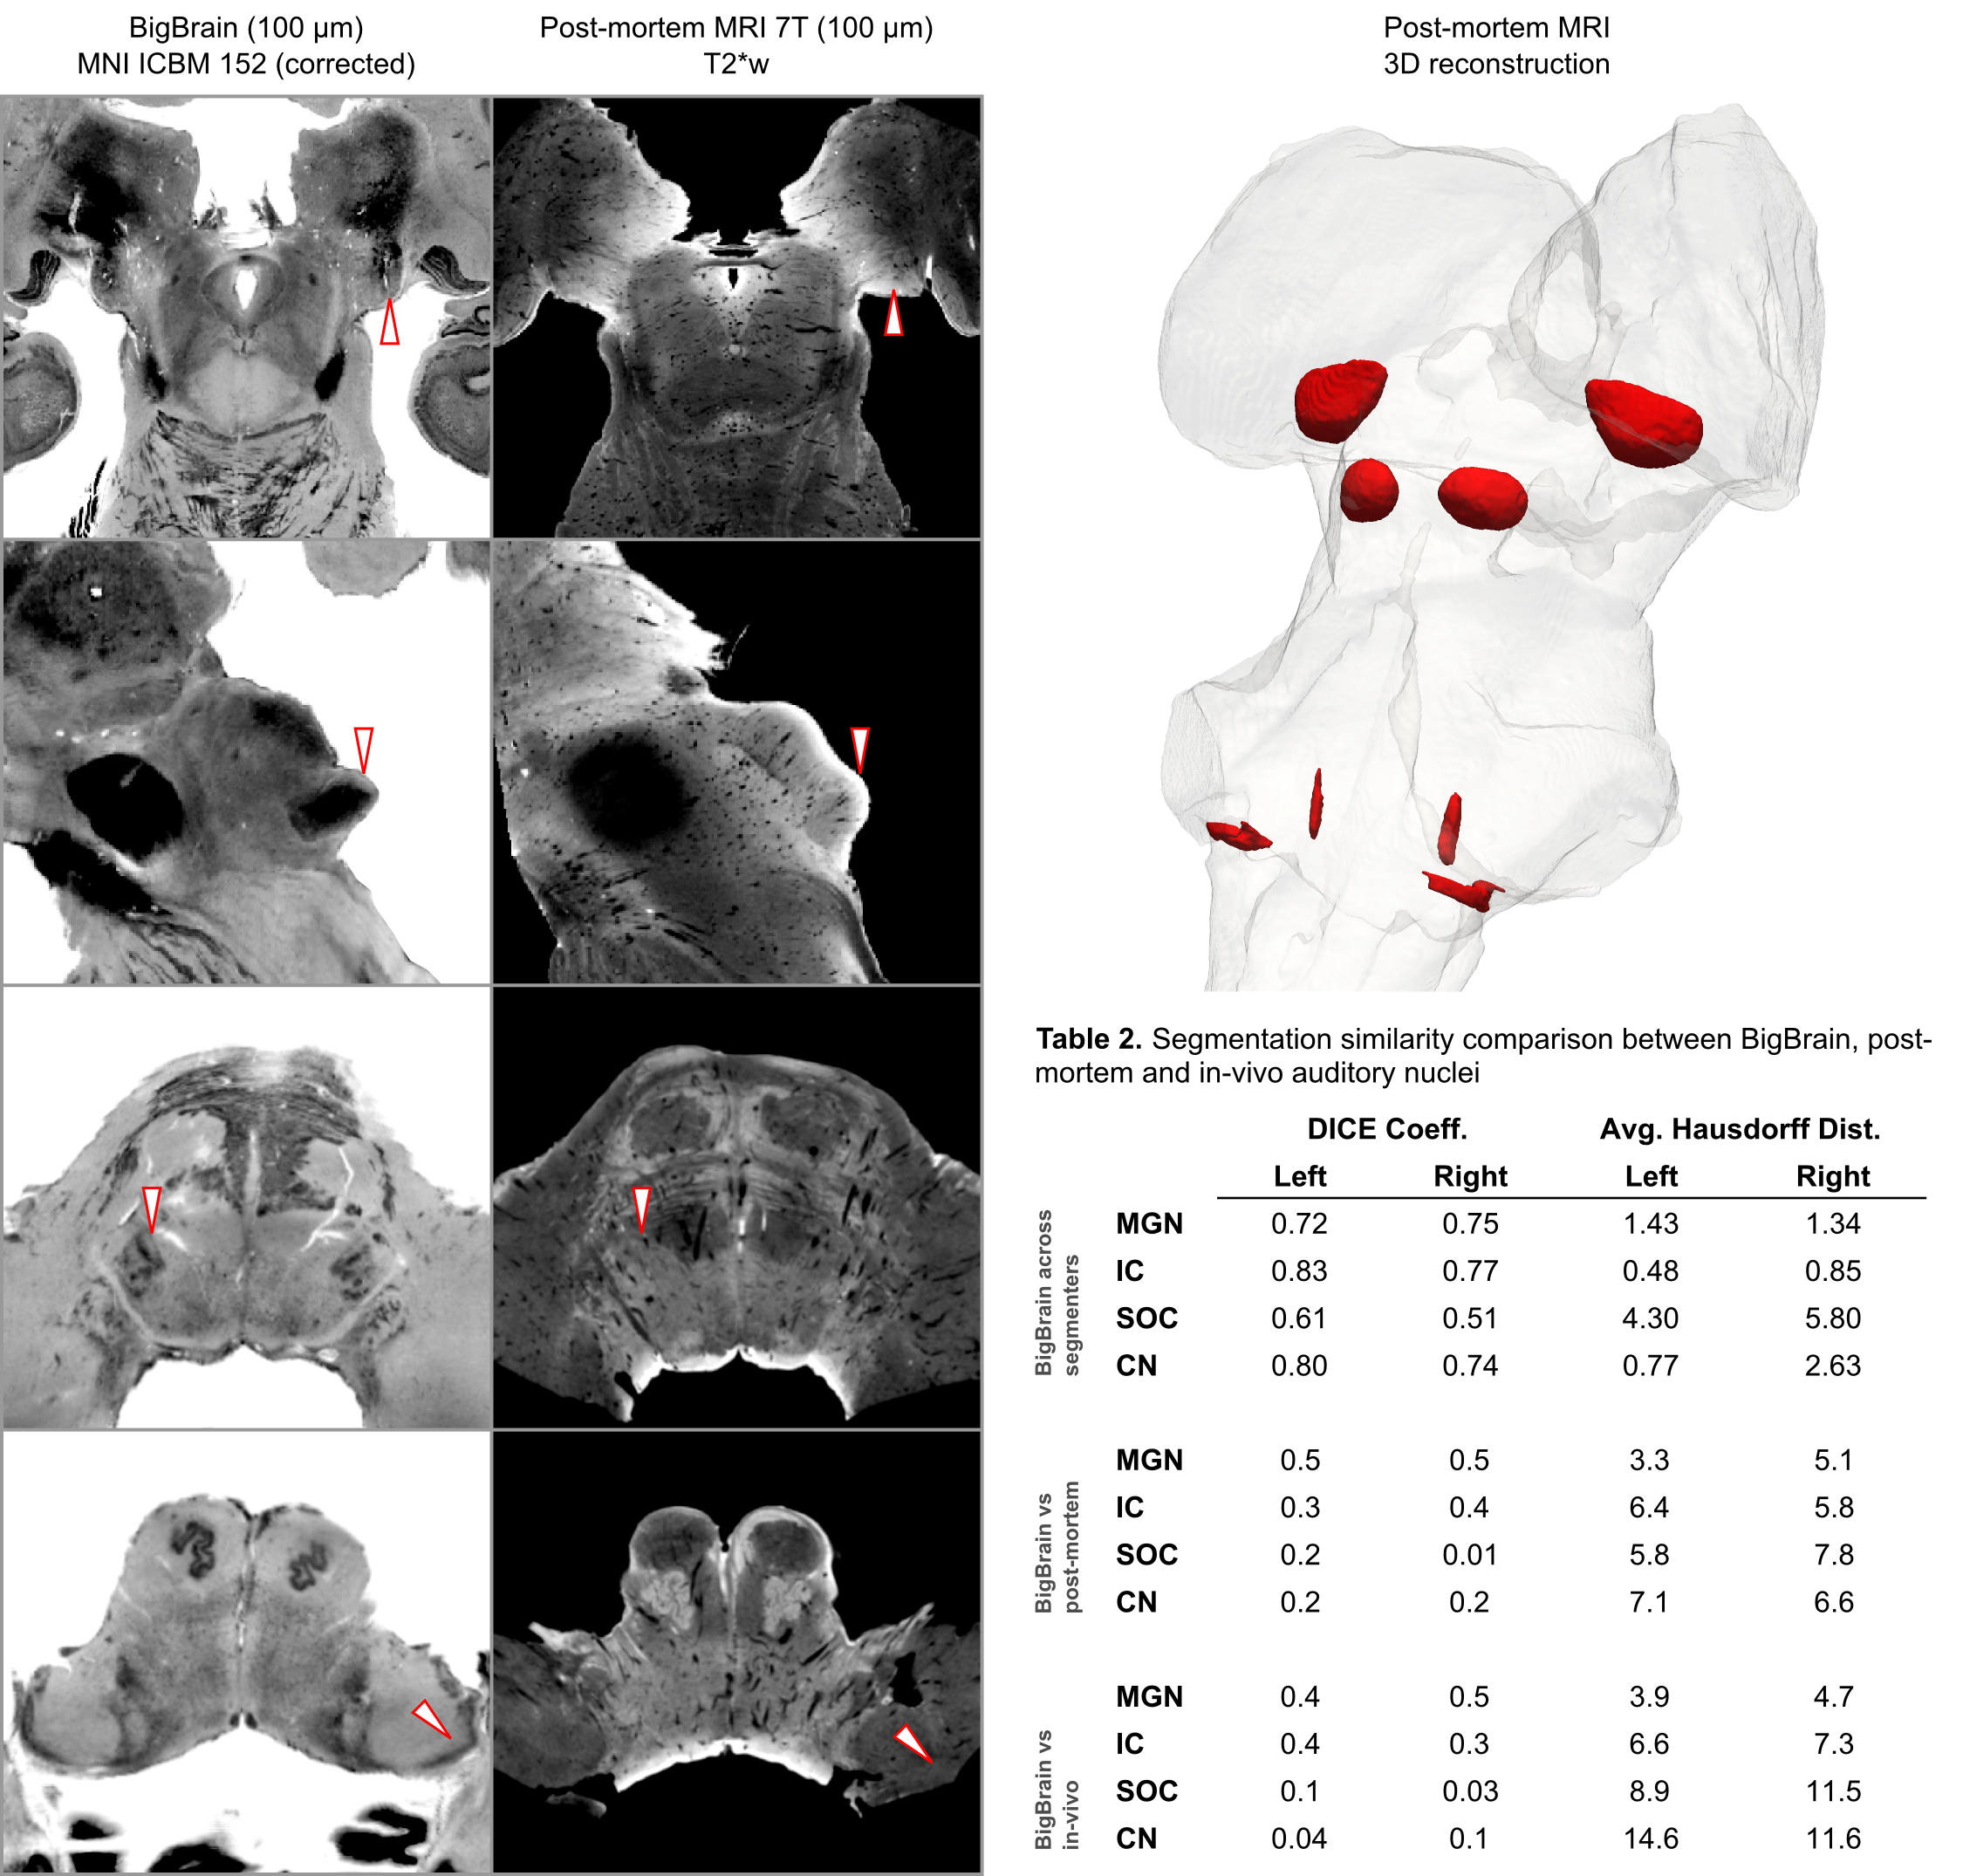 BigBrain (100 µm)
MNI ICBM 152 (corrected)
Post-mortem MRI 7T (100 µm)
T2*w
Post-mortem MRI
3D reconstruction
Table 2. Segmentation similarity comparison between BigBrain, post-
mortem and in-vivo auditory nuclei
DICE Coeff. Avg. Hausdorff Dist.
Left Right Left Right
BigBrain across
segmenters
MGN 0.72 0.75 1.43 1.34
IC 0.83 0.77 0.48 0.85
SOC 0.61 0.51 4.30 5.80
CN 0.80 0.74 0.77 2.63
BigBrain vs
post-mortem
MGN 0.5 0.5 3.3 5.1
IC 0.3 0.4 6.4 5.8
SOC 0.2 0.01 5.8 7.8
CN 0.2 0.2 7.1 6.6
BigBrain vs
in-vivo
MGN 0.4 0.5 3.9 4.7
IC 0.4 0.3 6.6 7.3
SOC 0.1 0.03 8.9 11.5
CN 0.04 0.1 14.6 11.6